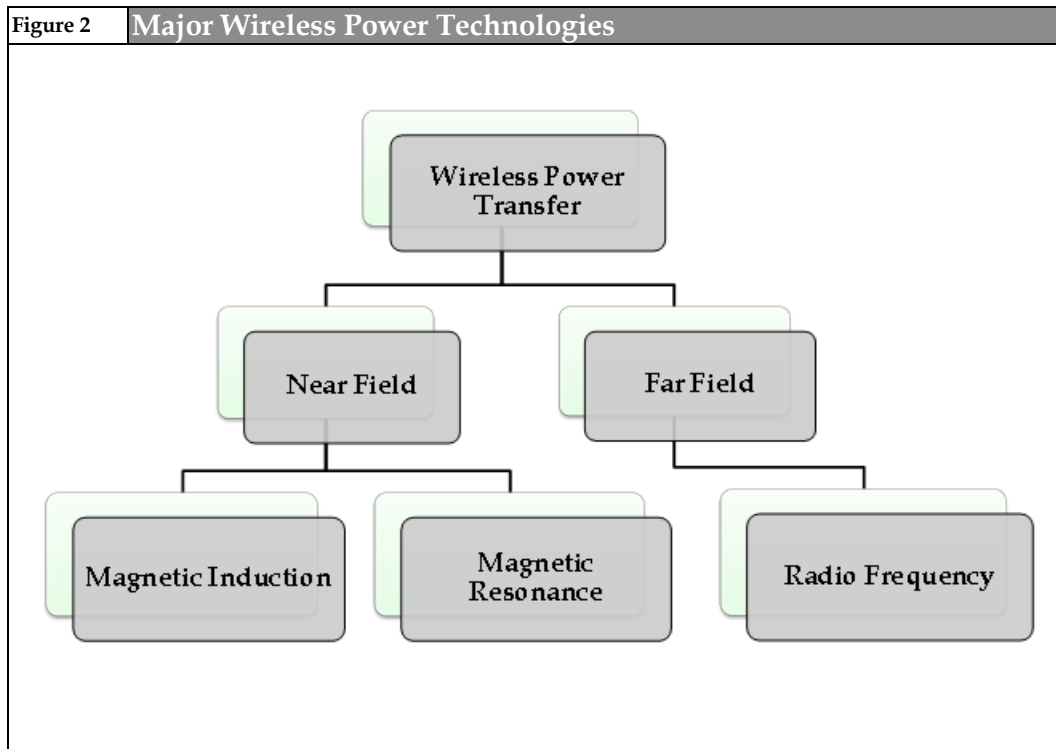 Figure 2
Major Wireless Power Technologies
Wireless Power
Transfer
Near Field
Far Field
Magnetic Induction
Magnetic
Resonance
Radio Frequency